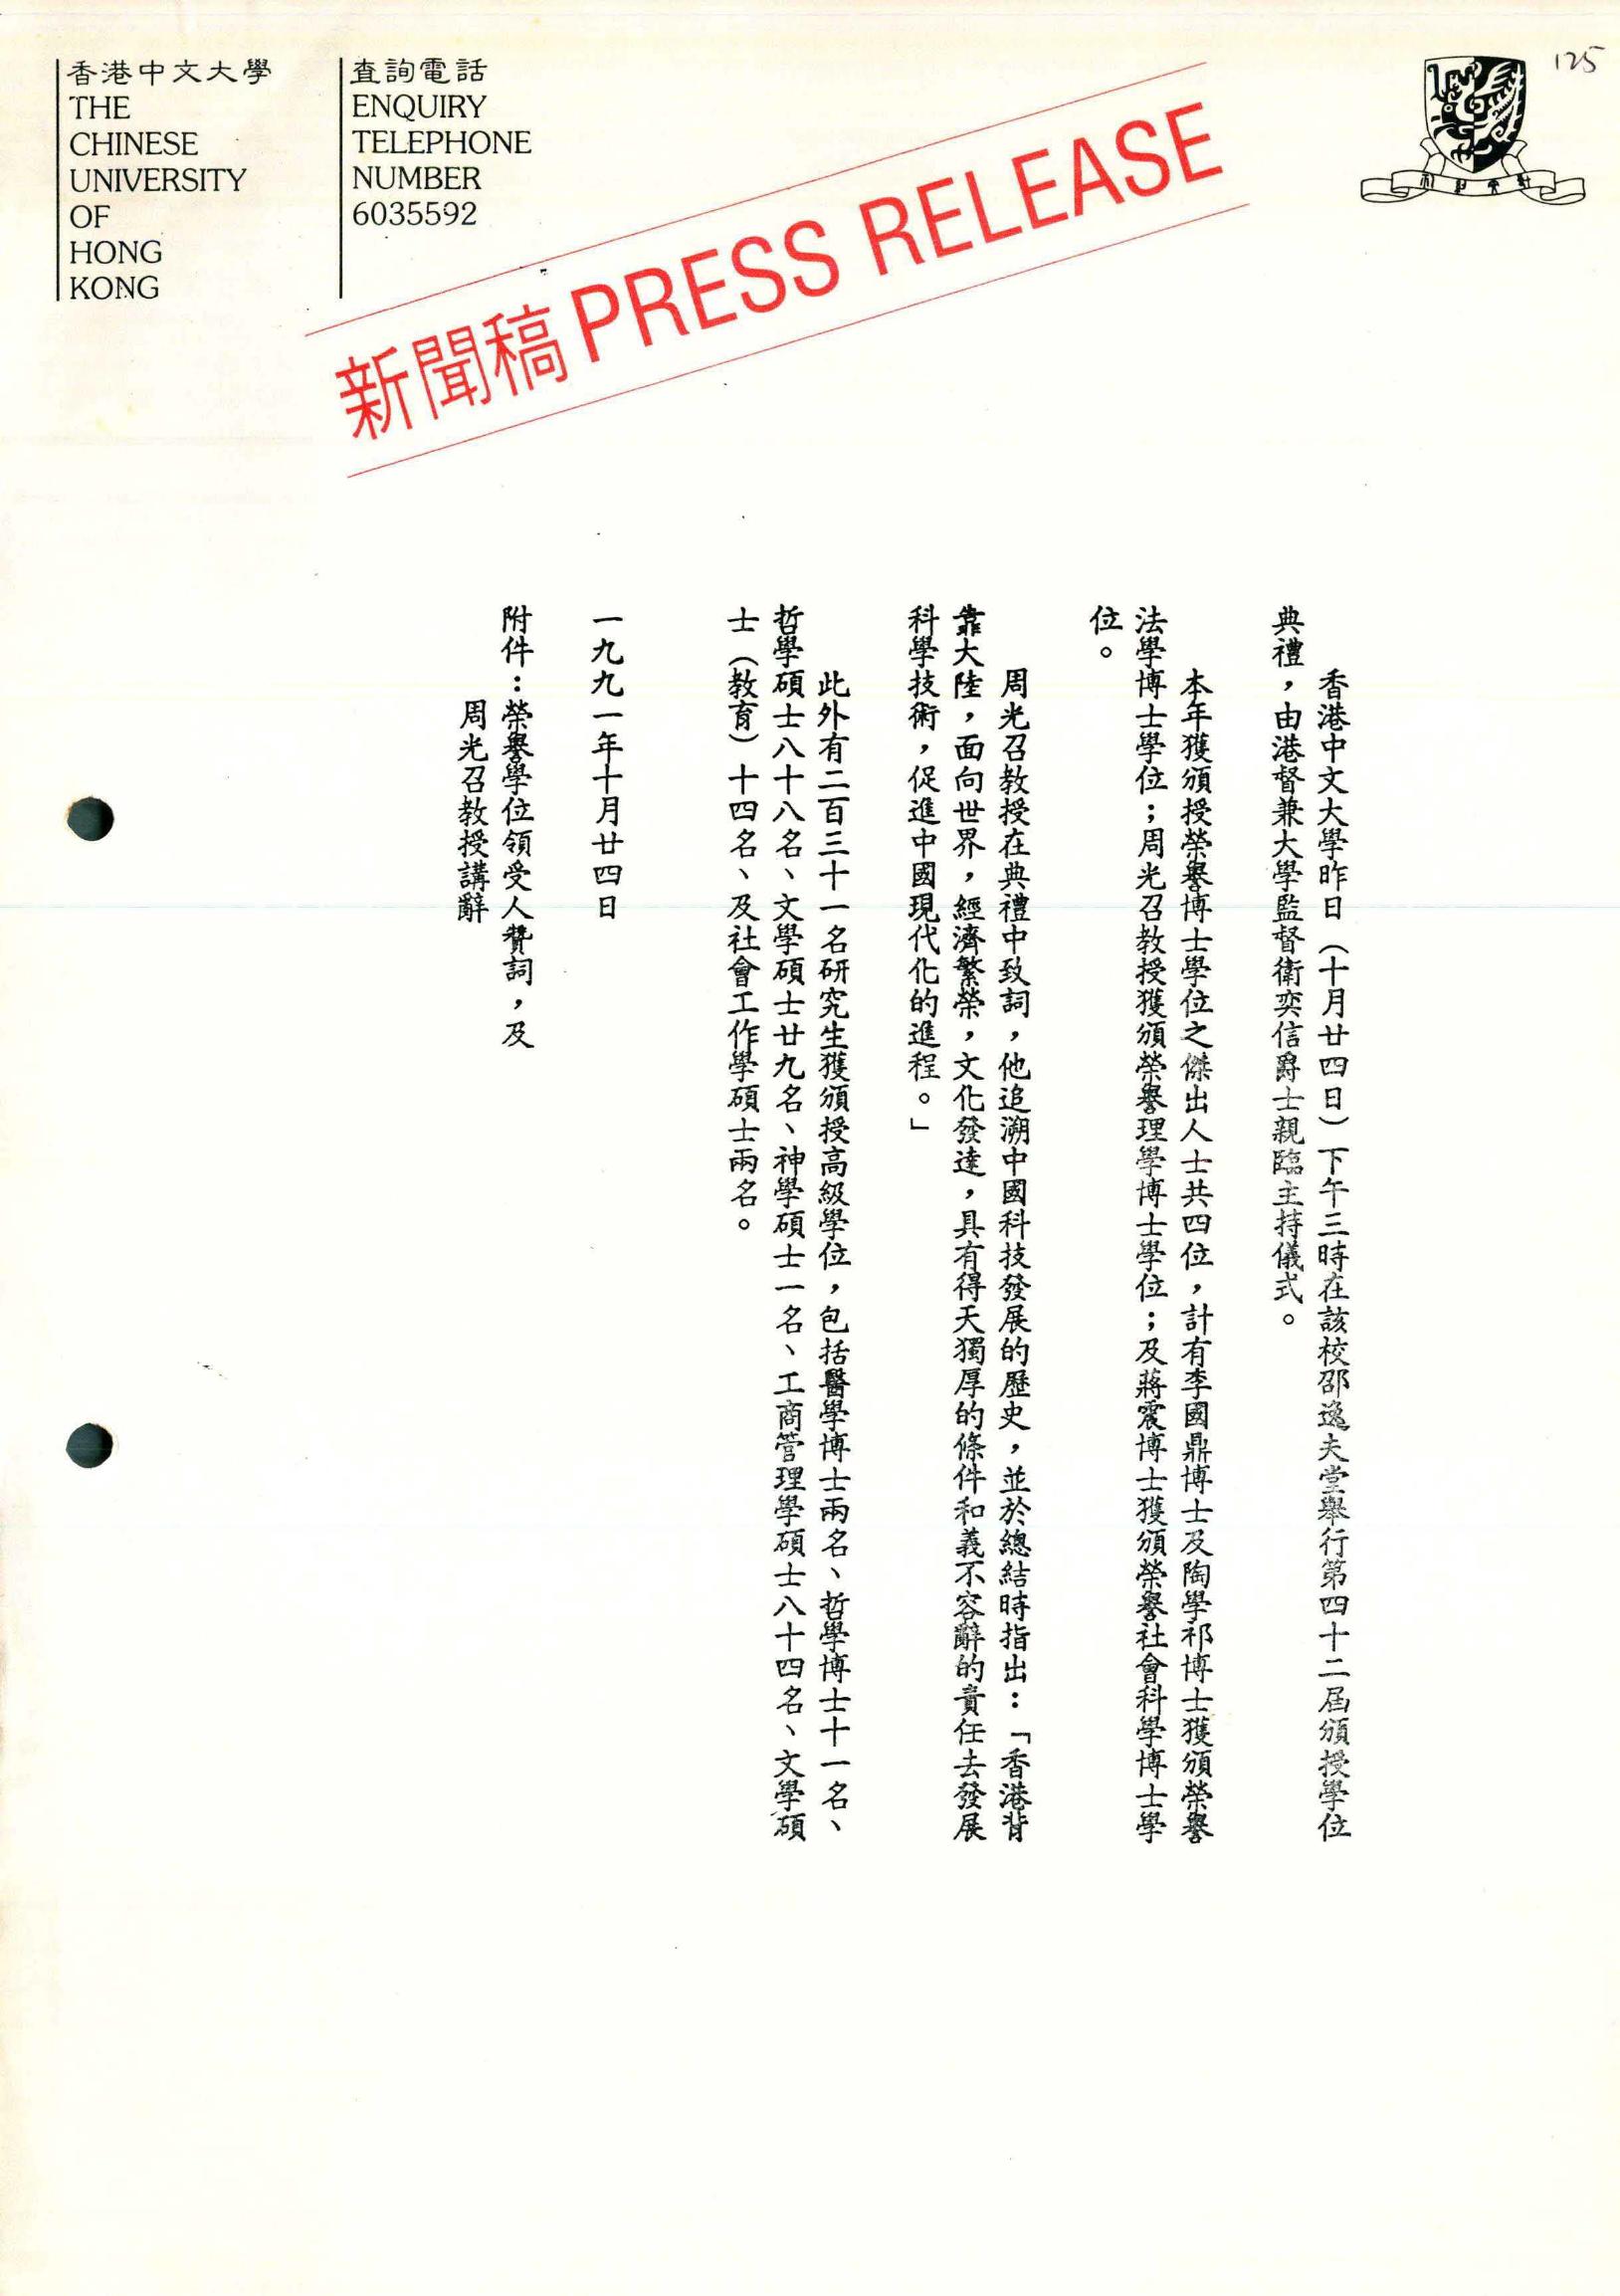 香港中文大學
THE
CHINESE
UNIVERSITY
OF
HONG
KONG
查詢電話
ENQUIRY
TELEPHONE
NUMBER
6035592
125
新聞稿 PRESS RELEASE
香港中文大學昨日（十月廿四日）下午三時在該校邵逸夫堂舉行第四十二屆頒授學位
典禮，由港督兼大學監督衛奕信爵士親臨主持儀式。
本年獲頒授榮譽博士學位之傑出人士共四位，計有李國鼎博士及陶學祁博士獲頒榮譽
法學博士學位；周光召教授獲頒榮譽理學博士學位；及蔣震博士獲頒榮譽社會科學博士學
位。
周光召教授在典禮中致詞，他追溯中國科技發展的歷史，並於總結時指出：「香港背
靠大陸，面向世界，經濟繁榮，文化發達，具有得天獨厚的條件和義不容辭的責任去發展
科學技術，促進中國現代化的進程。」
此外有二百三十一名研究生獲頒授高級學位，包括醫學博士兩名、哲學博士十一名、
哲學碩士八十八名、文學碩士廿九名、神學碩士一名、工商管理學碩士八十四名、文學碩
士（教育）十四名、及社會工作學碩士兩名。
一九九一年十月廿四日
附件：榮譽學位領受人贊詞，及
周光召教授講辭